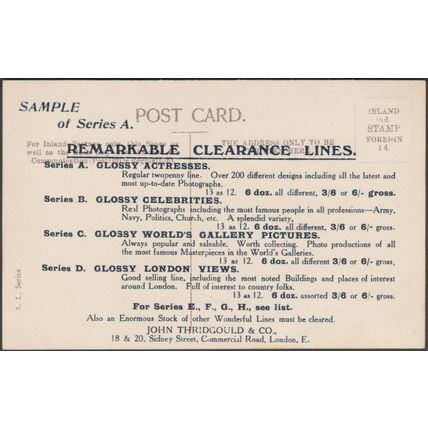 SAMPLE
of Series A.
POST CARD.
INLAND
½d.
STAMP
FOREIGN
1d.
For Inland
THE ADDRESS ONLY TO BE
REMARKABLE CLEARANCE LINES.
well as the
Communication
Series A. GLOSSY ACTRESSES.
Regular twopenny line. Over 200 different designs including all the latest and
most up-to-date Photographs.
13 as 12. 6 doz. all different, 3/6 or 6/- gross.
Series B. GLOSSY CELEBRITIES.
Real Photographs including the most famous people in all professions—Army,
Navy, Politics, Church, etc. A splendid variety.
13 as 12. 6 doz. all different, 3/6 or 6/- gross.
Series C. GLOSSY WORLD'S GALLERY PICTURES.
Always popular and saleable. Worth collecting. Photo productions of all
the most famous Masterpieces in the World's Galleries.
13 as 12. 6 doz. all different 3/6 or 6/- gross.
Series D. GLOSSY LONDON VIEWS.
Good selling line, including the most noted Buildings and places of interest
around London. Full of interest to country folks.
13 as 12. 6 doz. assorted 3/6 or 6/- gross.
For Series E., F., G., H., see list.
Also an Enormous Stock of other Wonderful Lines must be cleared.
JOHN THRIDGOULD & CO.,
18 & 20, Sidney Street, Commercial Road, London, E.
A. L. Series